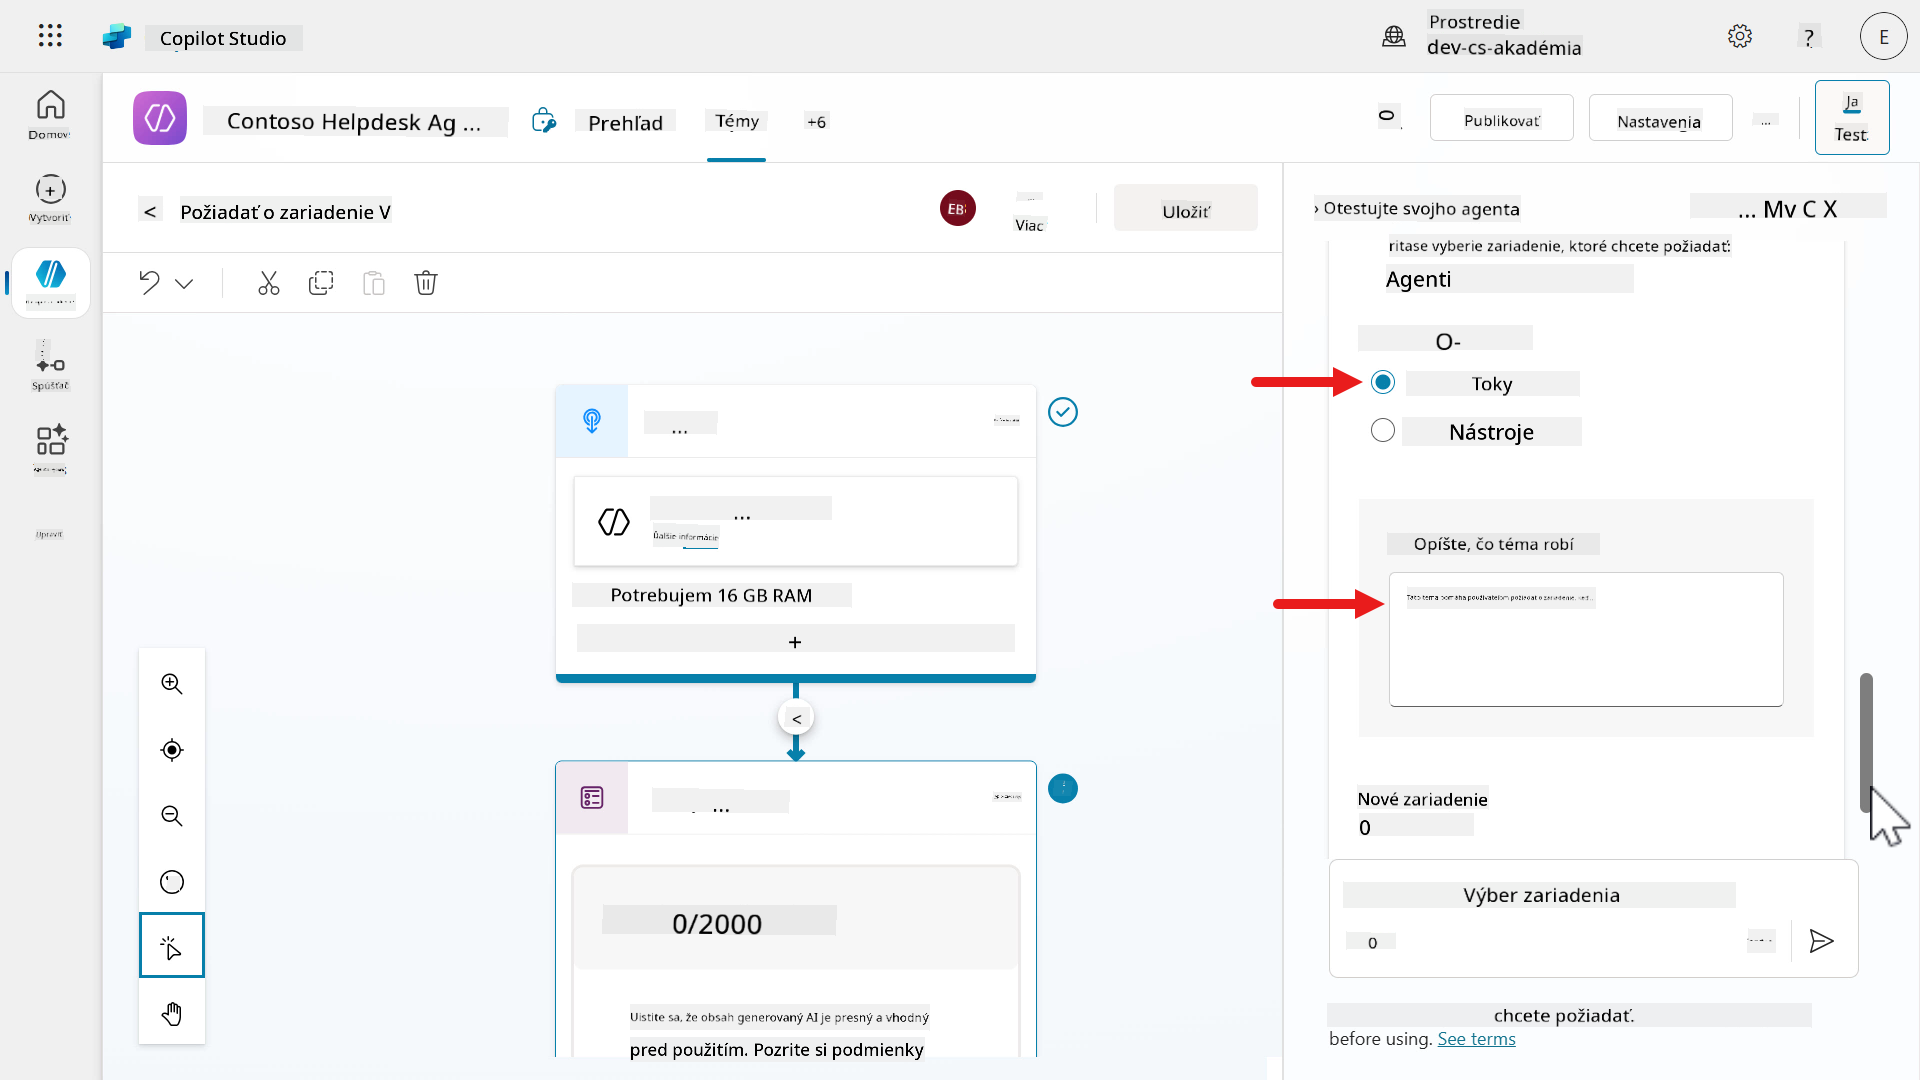 Copilot Studio
Prostredie
dev-cs-akadémia
?
E
Domov
Vytvoriť
Spúšťač
Upraviť
Contoso Helpdesk Ag ...
Prehľad
Témy
+6
Publikovať
Nastavenia
...
Ja
Test
< Požiadať o zariadenie V
EB
...
Viac
Uložiť
...
...
Ďalšie informácie
Potrebujem 16 GB RAM
+
<
...
0/2000
Uistite sa, že obsah generovaný AI je presný a vhodný
pred použitím. Pozrite si podmienky
› Otestujte svojho agenta
... Mv C X
ritase vyberie zariadenie, ktoré chcete požiadať:
Agenti
O-
Toky
Nástroje
Opíšte, čo téma robí
Táto téma pomáha používateľom požiadať o zariadenie, keď...
Nové zariadenie
0
Výber zariadenia
0
chcete požiadať.
before using. See terms